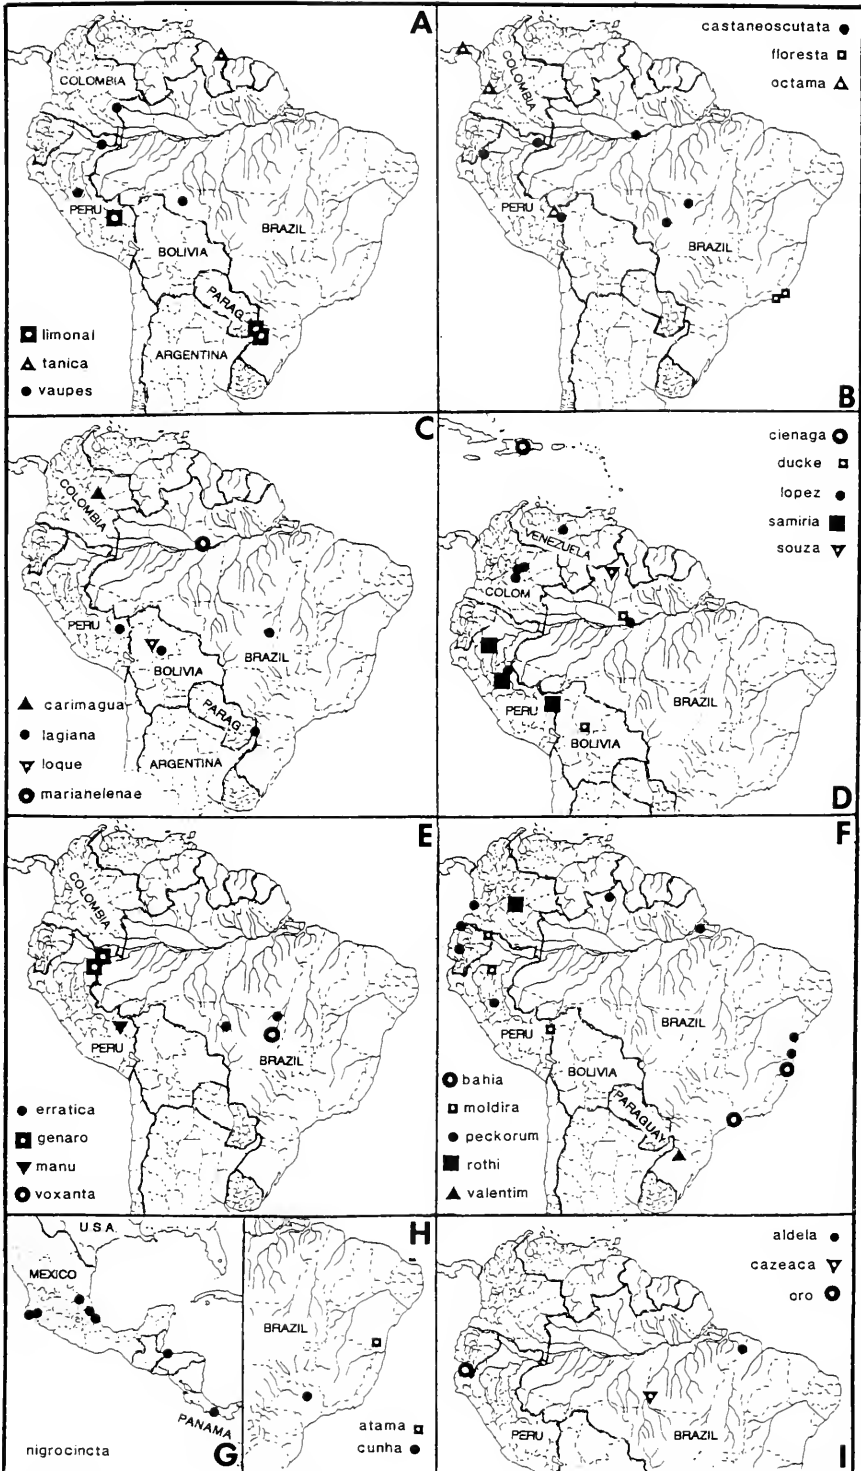 A
COLOMBIA
PERU
BRAZIL
BOLIVIA
PARAG.
ARGENTINA
limonal
tanica
vaupes
castaneoscutata
floresta
octama
COLOMBIA
PERU
BRAZIL
B
C
COLOMBIA
PERU
BRAZIL
BOLIVIA
PARAG.
ARGENTINA
carimagua
lagiana
loque
mariahelenae
cienaga
ducke
lopez
samiria
souza
VENEZUELA
COLOM
PERU
BRAZIL
BOLIVIA
D
E
COLOMBIA
PERU
BRAZIL
erratica
genaro
manu
voxanta
F
BRAZIL
PERU
BOLIVIA
PARAGUAY
bahia
moldira
peckorum
rothi
valentim
U.S.A.
MEXICO
PANAMA
nigrocincta
G
H
BRAZIL
atama
cunha
aldela
cazeaca
oro
PERU
BRAZIL
I